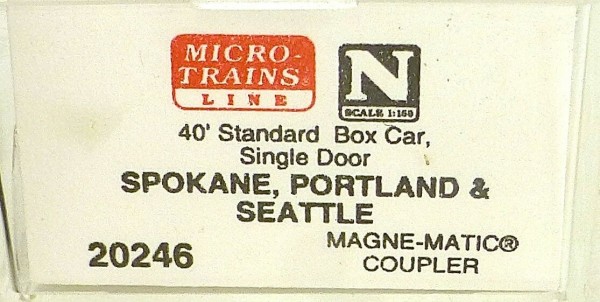 MICRO-
TRAINS®
LINE
N
SCALE 1:160
40' Standard Box Car,
Single Door
SPOKANE, PORTLAND &
SEATTLE
20246
MAGNE-MATIC®
COUPLER